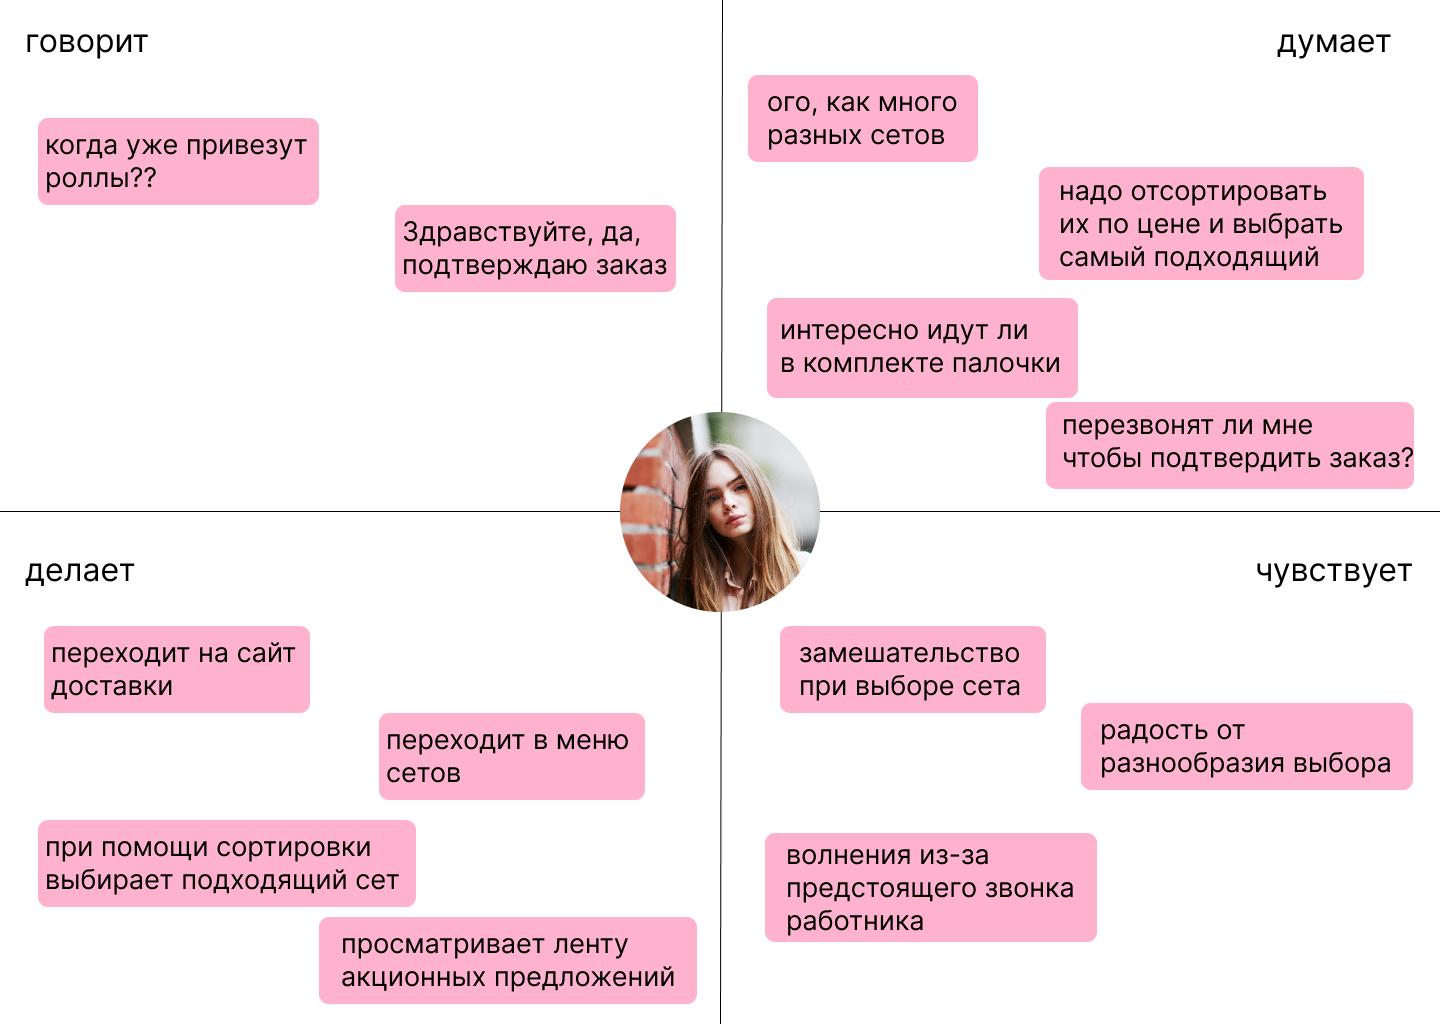 говорит
когда уже привезут
роллы??
Здравствуйте, да,
подтверждаю заказ
думает
ого, как много
разных сетов
надо отсортировать
их по цене и выбрать
самый подходящий
интересно идут ли
в комплекте палочки
перезвонят ли мне
чтобы подтвердить заказ?
делает
переходит на сайт
доставки
переходит в меню
сетов
при помощи сортировки
выбирает подходящий сет
просматривает ленту
акционных предложений
чувствует
замешательство
при выборе сета
радость от
разнообразия выбора
волнения из-за
предстоящего звонка
работника